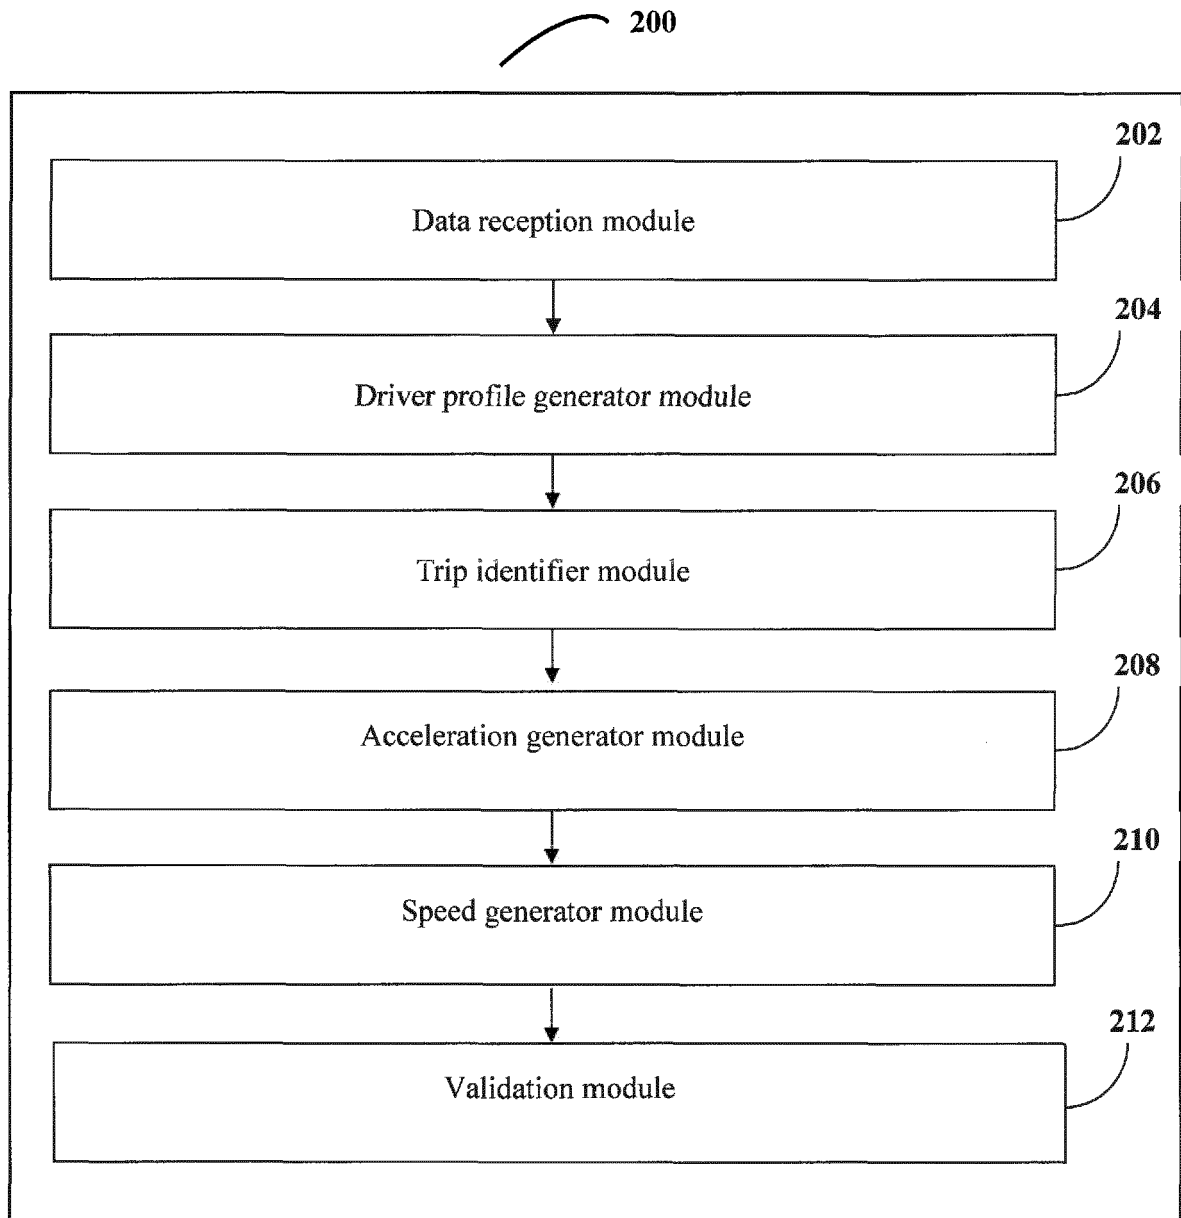 200
202
Data reception module
204
Driver profile generator module
206
Trip identifier module
208
Acceleration generator module
210
Speed generator module
212
Validation module